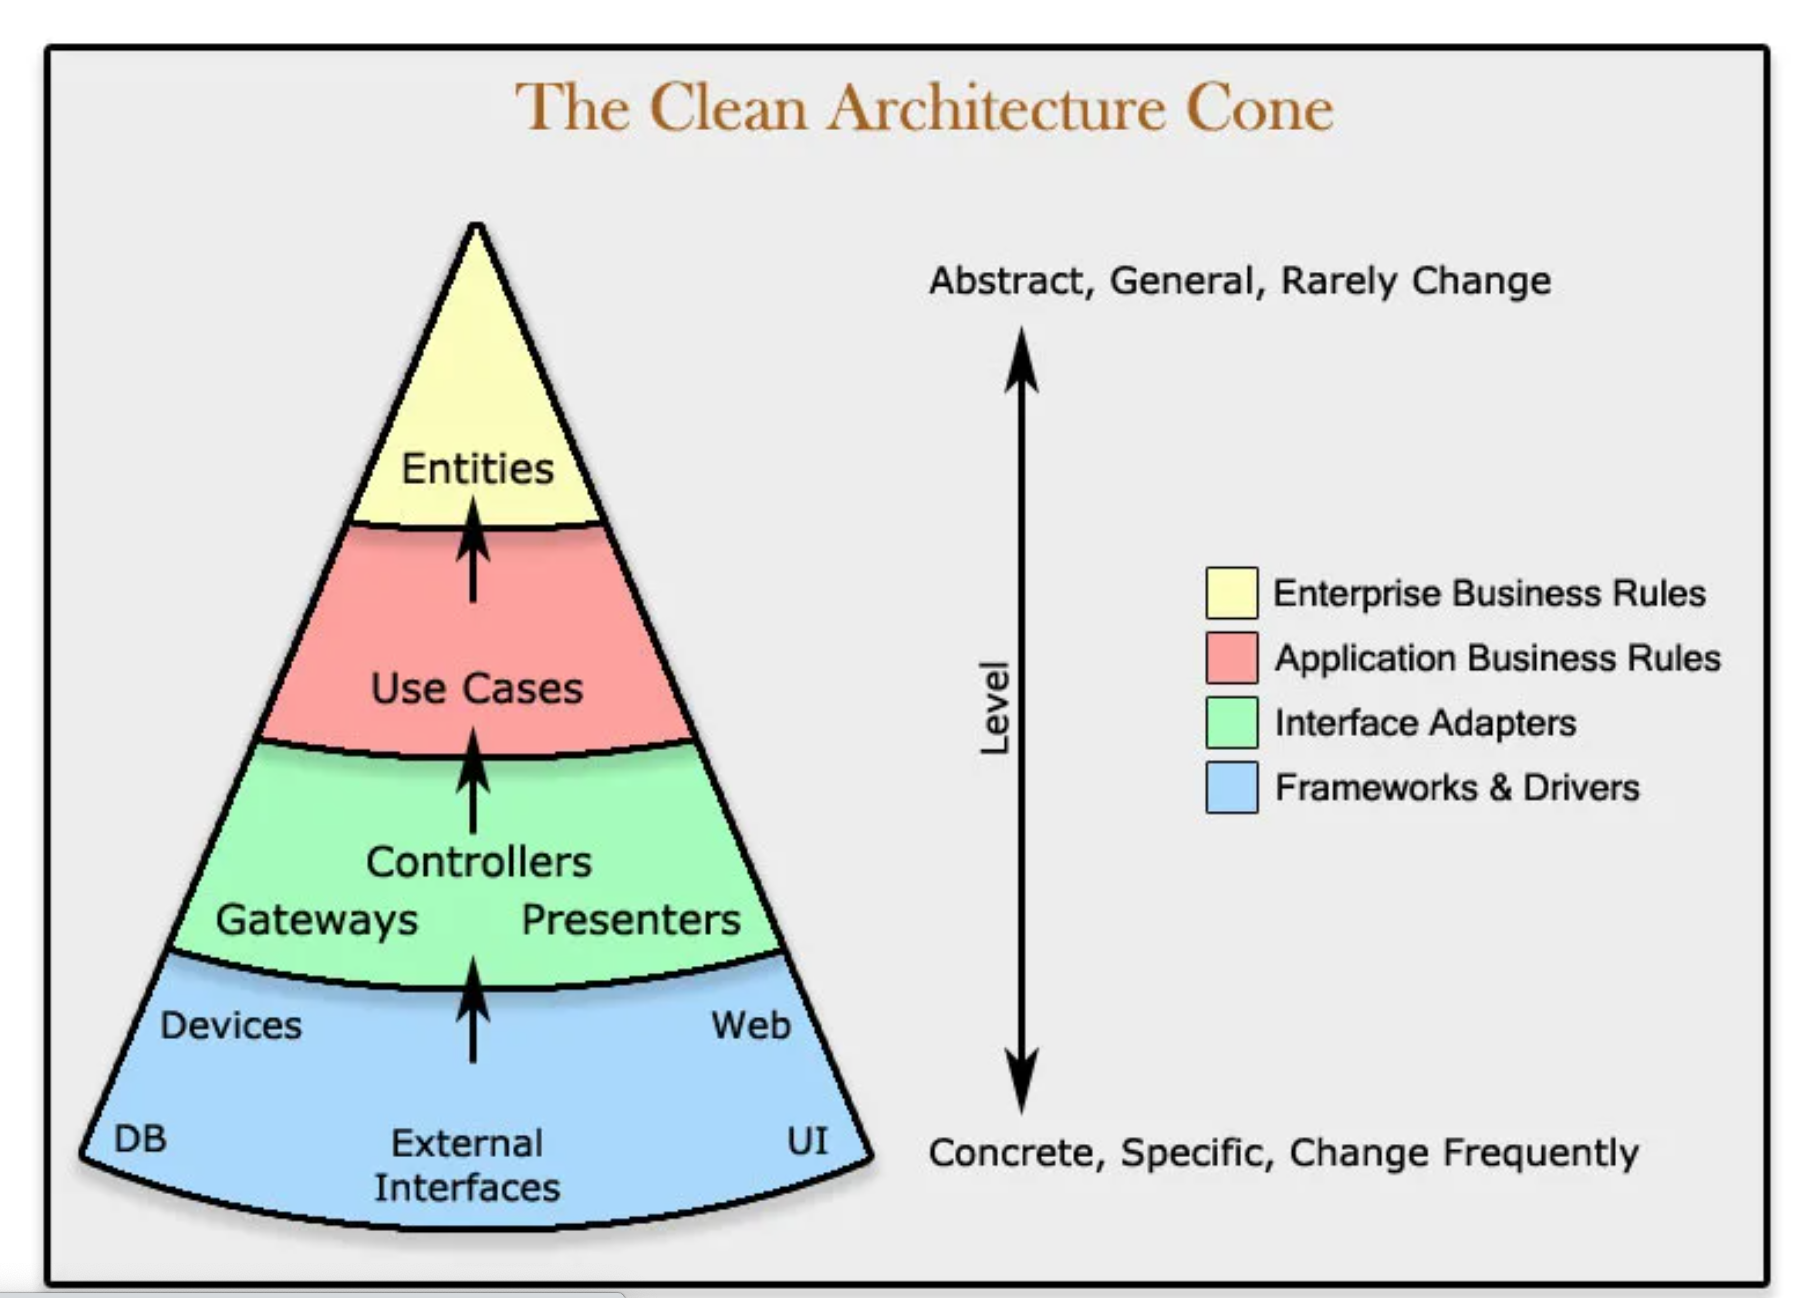 The Clean Architecture Cone
Abstract, General, Rarely Change
Entities
Use Cases
Controllers
Gateways Presenters
Devices Web
DB External UI
Interfaces
Level
Enterprise Business Rules
Application Business Rules
Interface Adapters
Frameworks & Drivers
Concrete, Specific, Change Frequently